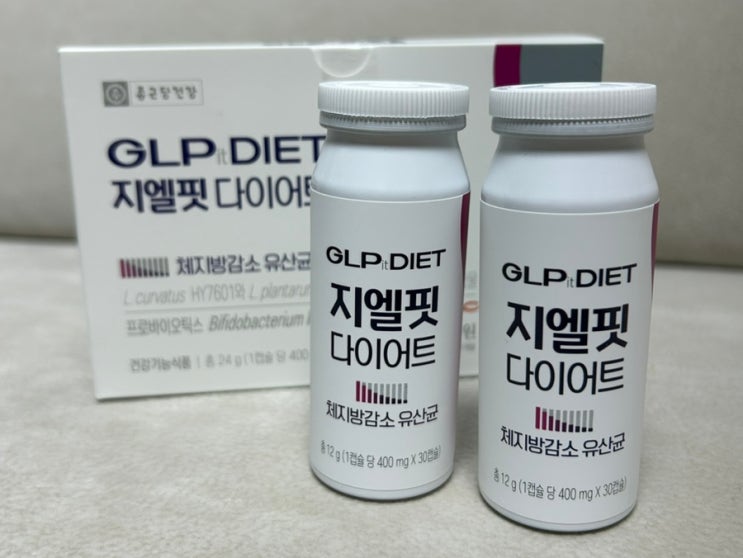 종근당건강
GLPitDIET
지엘핏 다이어트
체지방감소 유산균
L. curvatus HY7601와 L. plantarum
프로바이오틱스 Bifidobacterium
건강기능식품 | 총 24 g (1캡슐 당 400
원
GLPitDIET
지엘핏
다이어트
체지방감소 유산균
총 12 g (1캡슐 당 400 mg X 30캡슐)
GLPitDIET
지엘핏
다이어트
체지방감소 유산균
총 12 g (1캡슐 당 400 mg X 30캡슐)